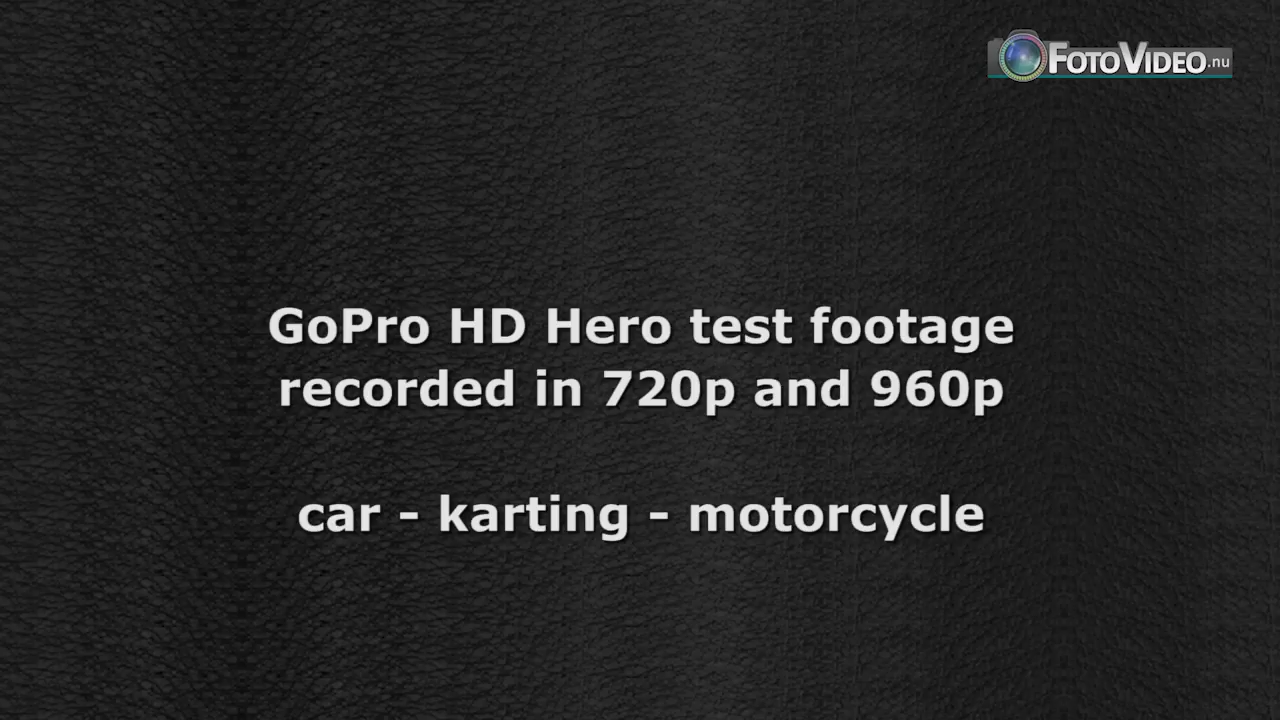 FOTOVIDEO.nu
GoPro HD Hero test footage
recorded in 720p and 960p
car - karting - motorcycle